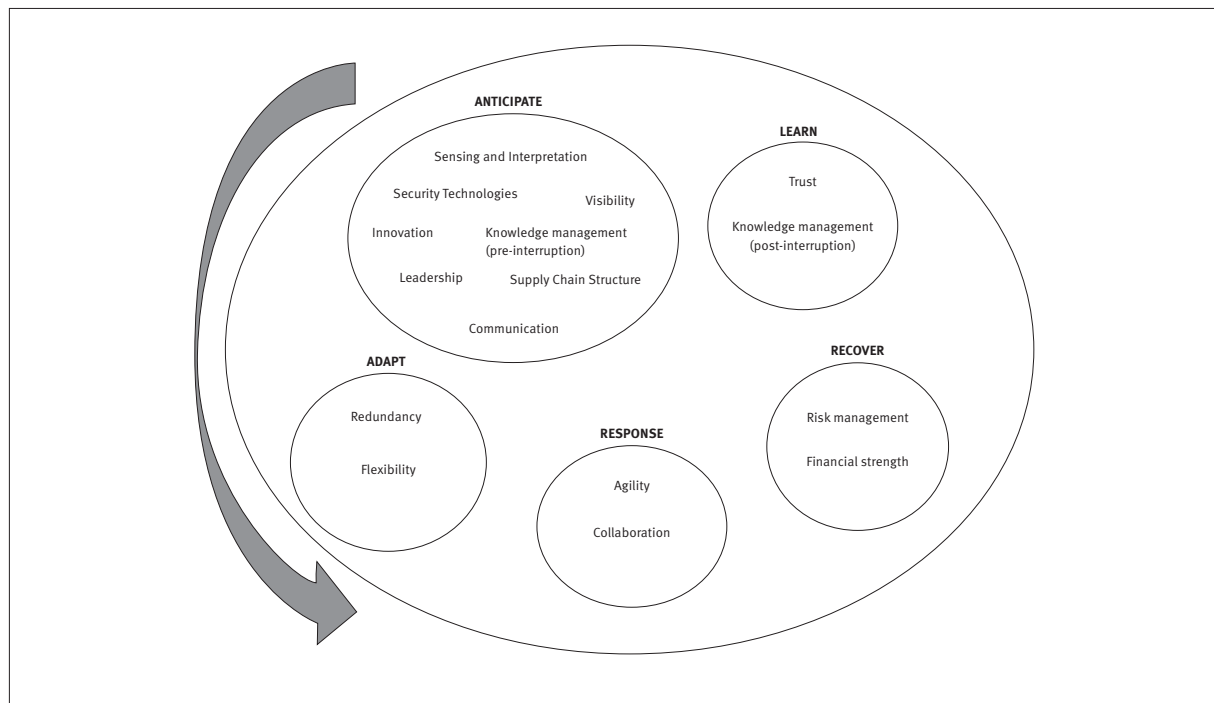 ANTICIPATE
Sensing and Interpretation
Security Technologies
Visibility
Innovation
Knowledge management
(pre-interruption)
Leadership
Supply Chain Structure
Communication
LEARN
Trust
Knowledge management
(post-interruption)
ADAPT
Redundancy
Flexibility
RESPONSE
Agility
Collaboration
RECOVER
Risk management
Financial strength